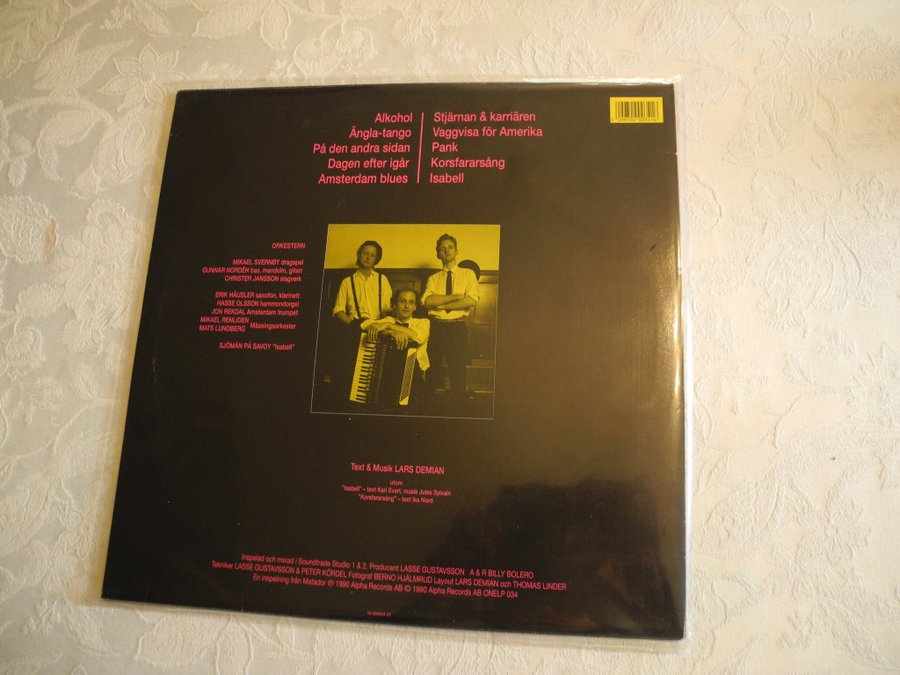 Alkohol
Ängla-tango
På den andra sidan
Dagen efter igår
Amsterdam blues
Stjärnan & karriären
Vaggvisa för Amerika
Pank
Korsfararsång
Isabell
ORKESTERN
MIKAEL SVERNBY dragspel
GUNNAR NORDÉN bas, mandolin, gitarr
CHRISTER JANSSON slagverk
ERIK HÄUSLER saxofon, klarinett
HASSE OLSSON hammondorgel
JON REKDAL Amsterdam trumpet
MIKAEL RENLIDEN
MATS LUNDBERG Mässingsorkester
SJÖMÄN PÅ SAVOY "Isabell"
Text & Musik LARS DEMIAN
utom:
"Isabell" – text Karl Evert, musik Jules Sylvain
"Korsfararsång" – text Ika Nord
Inspelad och mixad i Soundtrade Studio 1 & 2. Producent LASSE GUSTAVSSON A & R BILLY BOLERO
Tekniker LASSE GUSTAVSSON & PETER KÖRDEL Fotograf BERNO HJÄLMRUD Layout LARS DEMIAN och THOMAS LINDER
En inspelning från Matador ℗ 1990 Alpha Records AB © 1990 Alpha Records AB ONELP 034